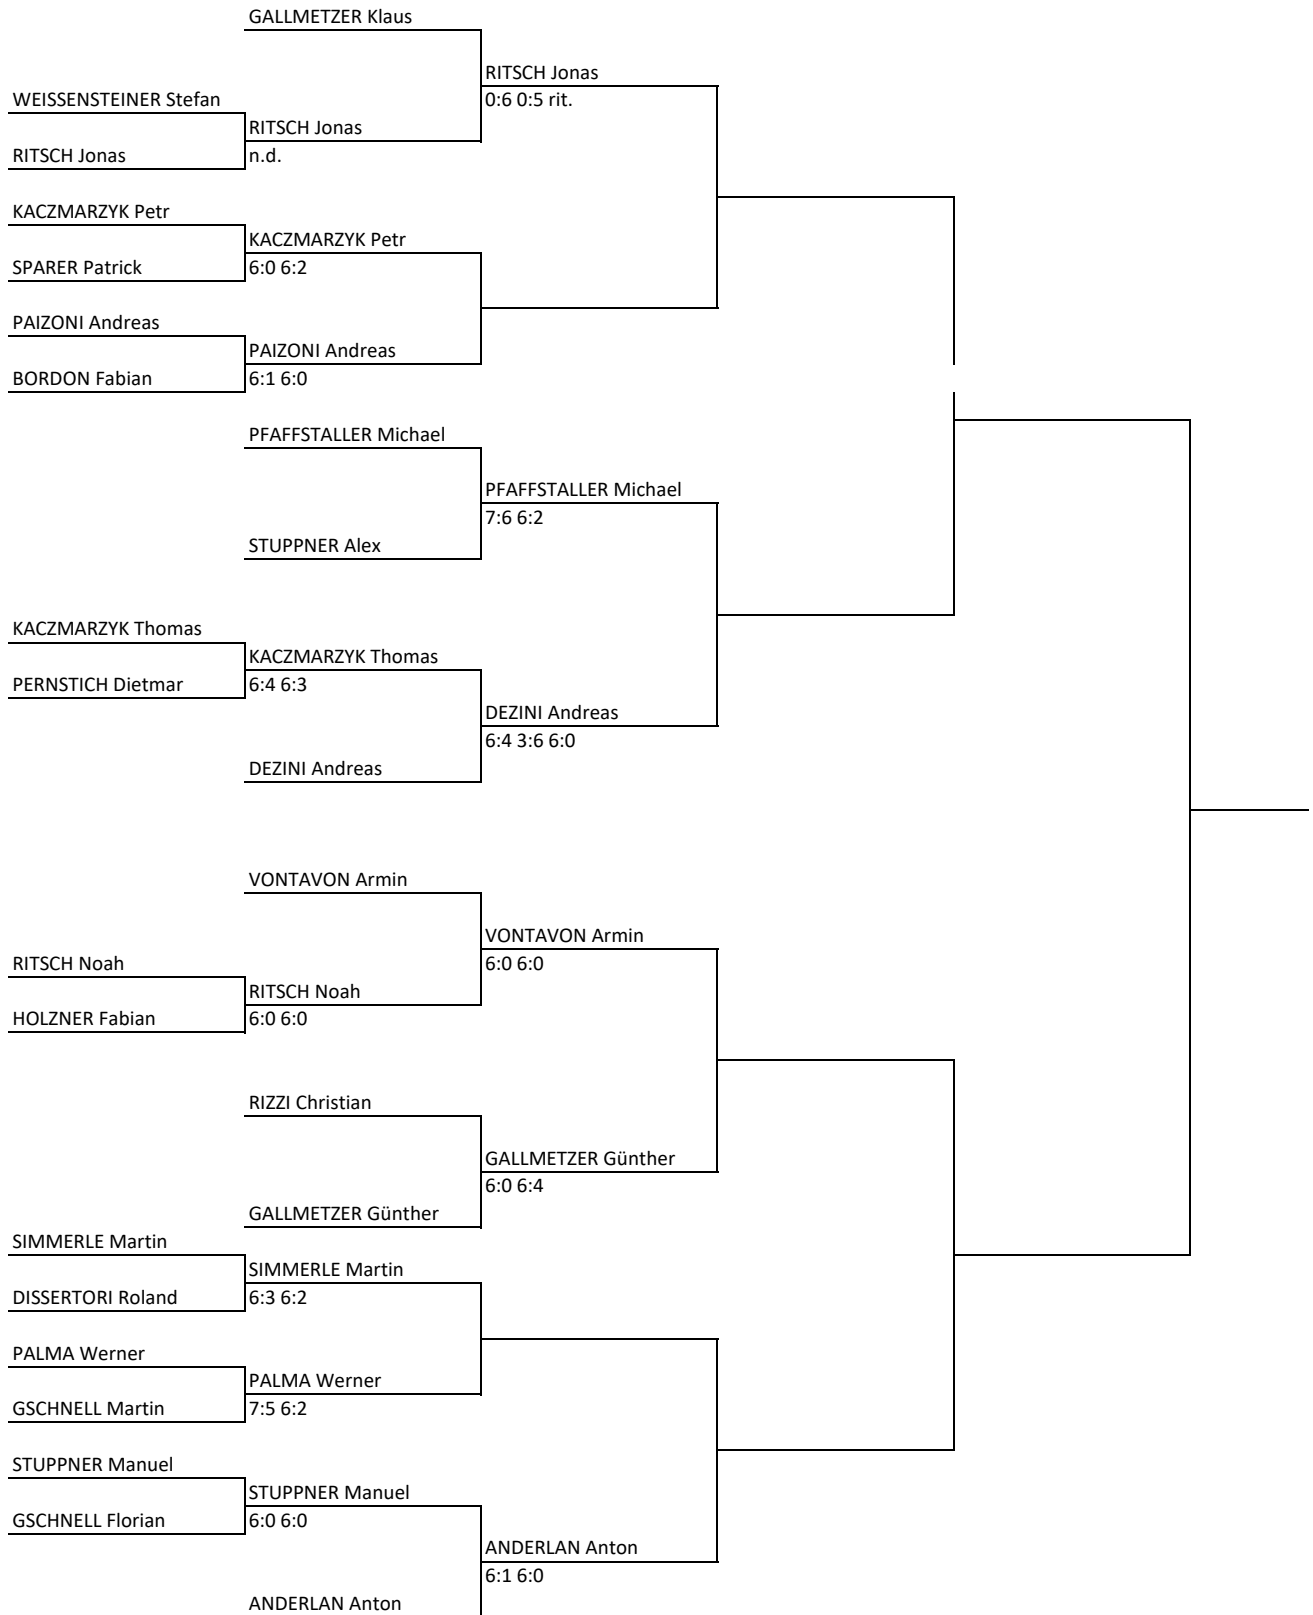 GALLMETZER Klaus
RITSCH Jonas
WEISSENSTEINER Stefan
0:6 0:5 rit.
RITSCH Jonas
RITSCH Jonas
n.d.
KACZMARZYK Petr
KACZMARZYK Petr
SPARER Patrick
6:0 6:2
PAIZONI Andreas
PAIZONI Andreas
BORDON Fabian
6:1 6:0
PFAFFSTALLER Michael
PFAFFSTALLER Michael
7:6 6:2
STUPPNER Alex
KACZMARZYK Thomas
KACZMARZYK Thomas
PERNSTICH Dietmar
6:4 6:3
DEZINI Andreas
6:4 3:6 6:0
DEZINI Andreas
VONTAVON Armin
VONTAVON Armin
RITSCH Noah
6:0 6:0
RITSCH Noah
HOLZNER Fabian
6:0 6:0
RIZZI Christian
GALLMETZER Günther
6:0 6:4
GALLMETZER Günther
SIMMERLE Martin
SIMMERLE Martin
DISSERTORI Roland
6:3 6:2
PALMA Werner
PALMA Werner
GSCHNELL Martin
7:5 6:2
STUPPNER Manuel
STUPPNER Manuel
GSCHNELL Florian
6:0 6:0
ANDERLAN Anton
6:1 6:0
ANDERLAN Anton